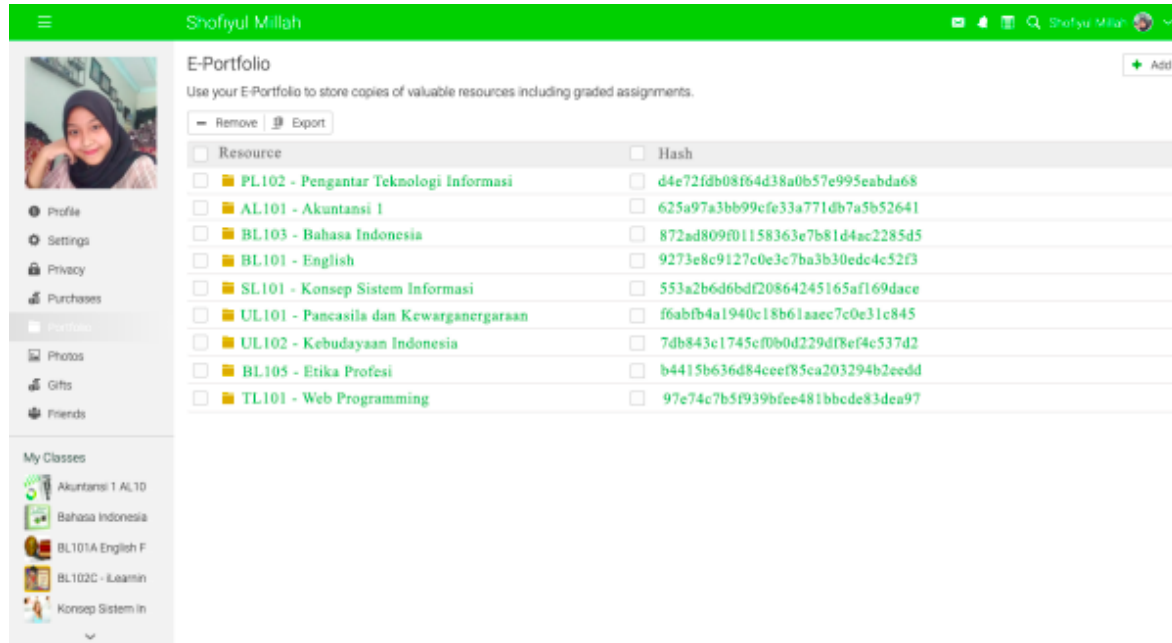 Shofiyul Millah
Shofiyul Millah
E-Portfolio
Add
Use your E-Portfolio to store copies of valuable resources including graded assignments.
Remove Export
Resource Hash
PL102 - Pengantar Teknologi Informasi d4e72fdb08f64d38a0b57e995eabda68
AL101 - Akuntansi 1 625a97a3bb99cfe33a771db7a5b52641
BL103 - Bahasa Indonesia 872ad809f01158363e7b81d4ac2285d5
BL101 - English 9273e8c9127c0e3c7ba3b30edc4c52f3
SL101 - Konsep Sistem Informasi 553a2b6d6bdf20864245165af169dace
UL101 - Pancasila dan Kewarganergaraan f6abfb4a1940c18b61aaec7c0e31c845
UL102 - Kebudayaan Indonesia 7db843c1745cf0b0d229df8ef4c537d2
BL105 - Etika Profesi b4415b636d84ceef85ca203294b2eedd
TL101 - Web Programming 97e74c7b5f939bfee481bbcde83dea97
Profile
Settings
Privacy
Purchases
Portfolio
Photos
Gifts
Friends
My Classes
Akuntansi 1 AL10
Bahasa Indonesia
BL101A English F
BL102C - iLearnin
Konsep Sistem In